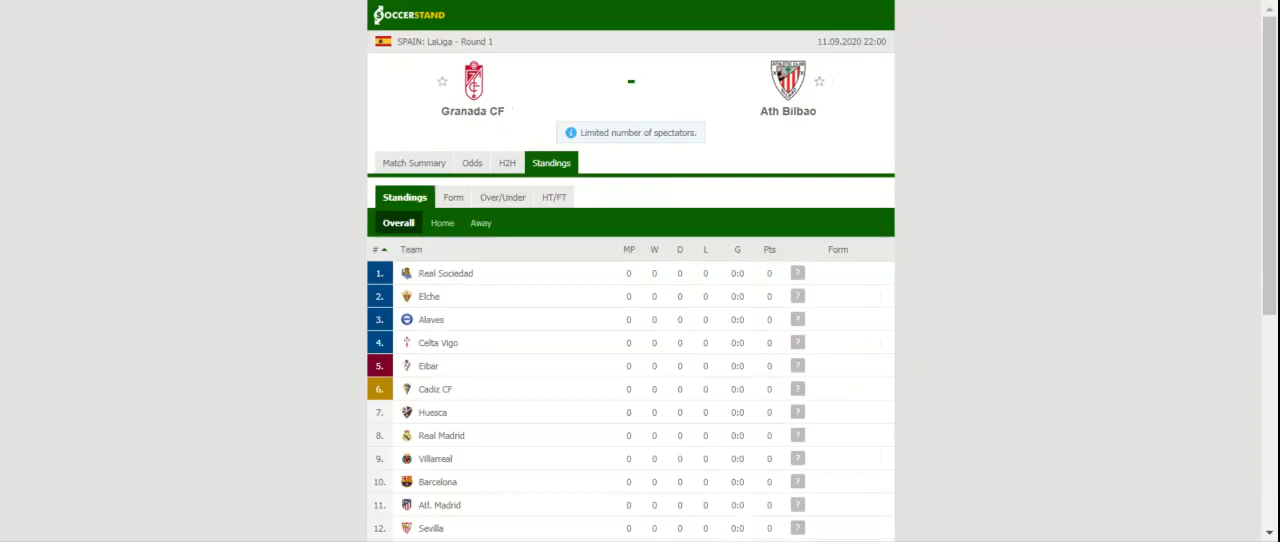 SOCCERSTAND
SPAIN: LaLiga - Round 1 11.09.2020 22:00
-
Granada CF Ath Bilbao
Limited number of spectators.
Match Summary Odds H2H Standings
Standings Form Over/Under HT/FT
Overall Home Away
# Team MP W D L G Pts Form
1. Real Sociedad 0 0 0 0 0:0 0 ?
2. Elche 0 0 0 0 0:0 0 ?
3. Alaves 0 0 0 0 0:0 0 ?
4. Celta Vigo 0 0 0 0 0:0 0 ?
5. Eibar 0 0 0 0 0:0 0 ?
6. Cadiz CF 0 0 0 0 0:0 0 ?
7. Huesca 0 0 0 0 0:0 0 ?
8. Real Madrid 0 0 0 0 0:0 0 ?
9. Villarreal 0 0 0 0 0:0 0 ?
10. Barcelona 0 0 0 0 0:0 0 ?
11. Atl. Madrid 0 0 0 0 0:0 0 ?
12. Sevilla 0 0 0 0 0:0 0 ?